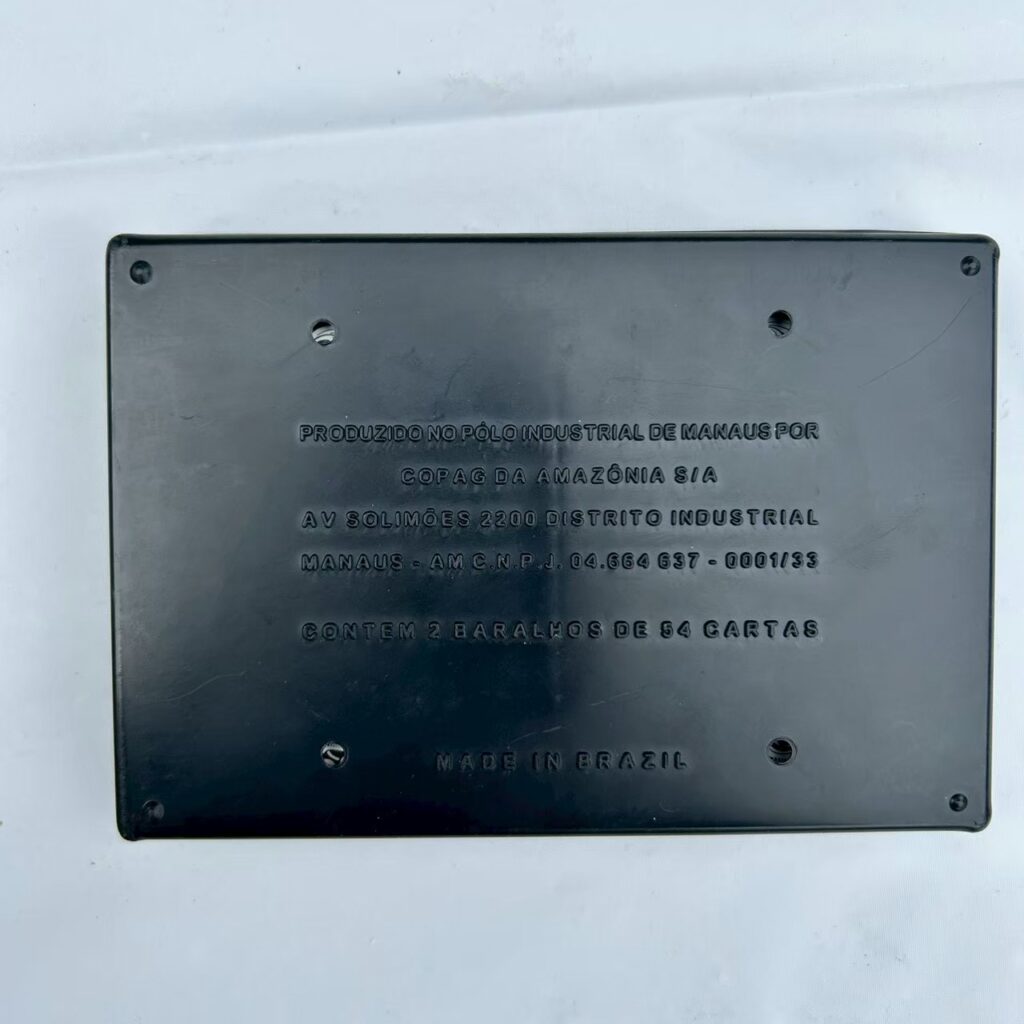 PRODUZIDO NO PÓLO INDUSTRIAL DE MANAUS POR
COPAG DA AMAZÔNIA S/A
AV SOLIMÕES 2200 DISTRITO INDUSTRIAL
MANAUS - AM C.N.P.J. 04.664 637 - 0001/33
CONTEM 2 BARALHOS DE 54 CARTAS
MADE IN BRAZIL